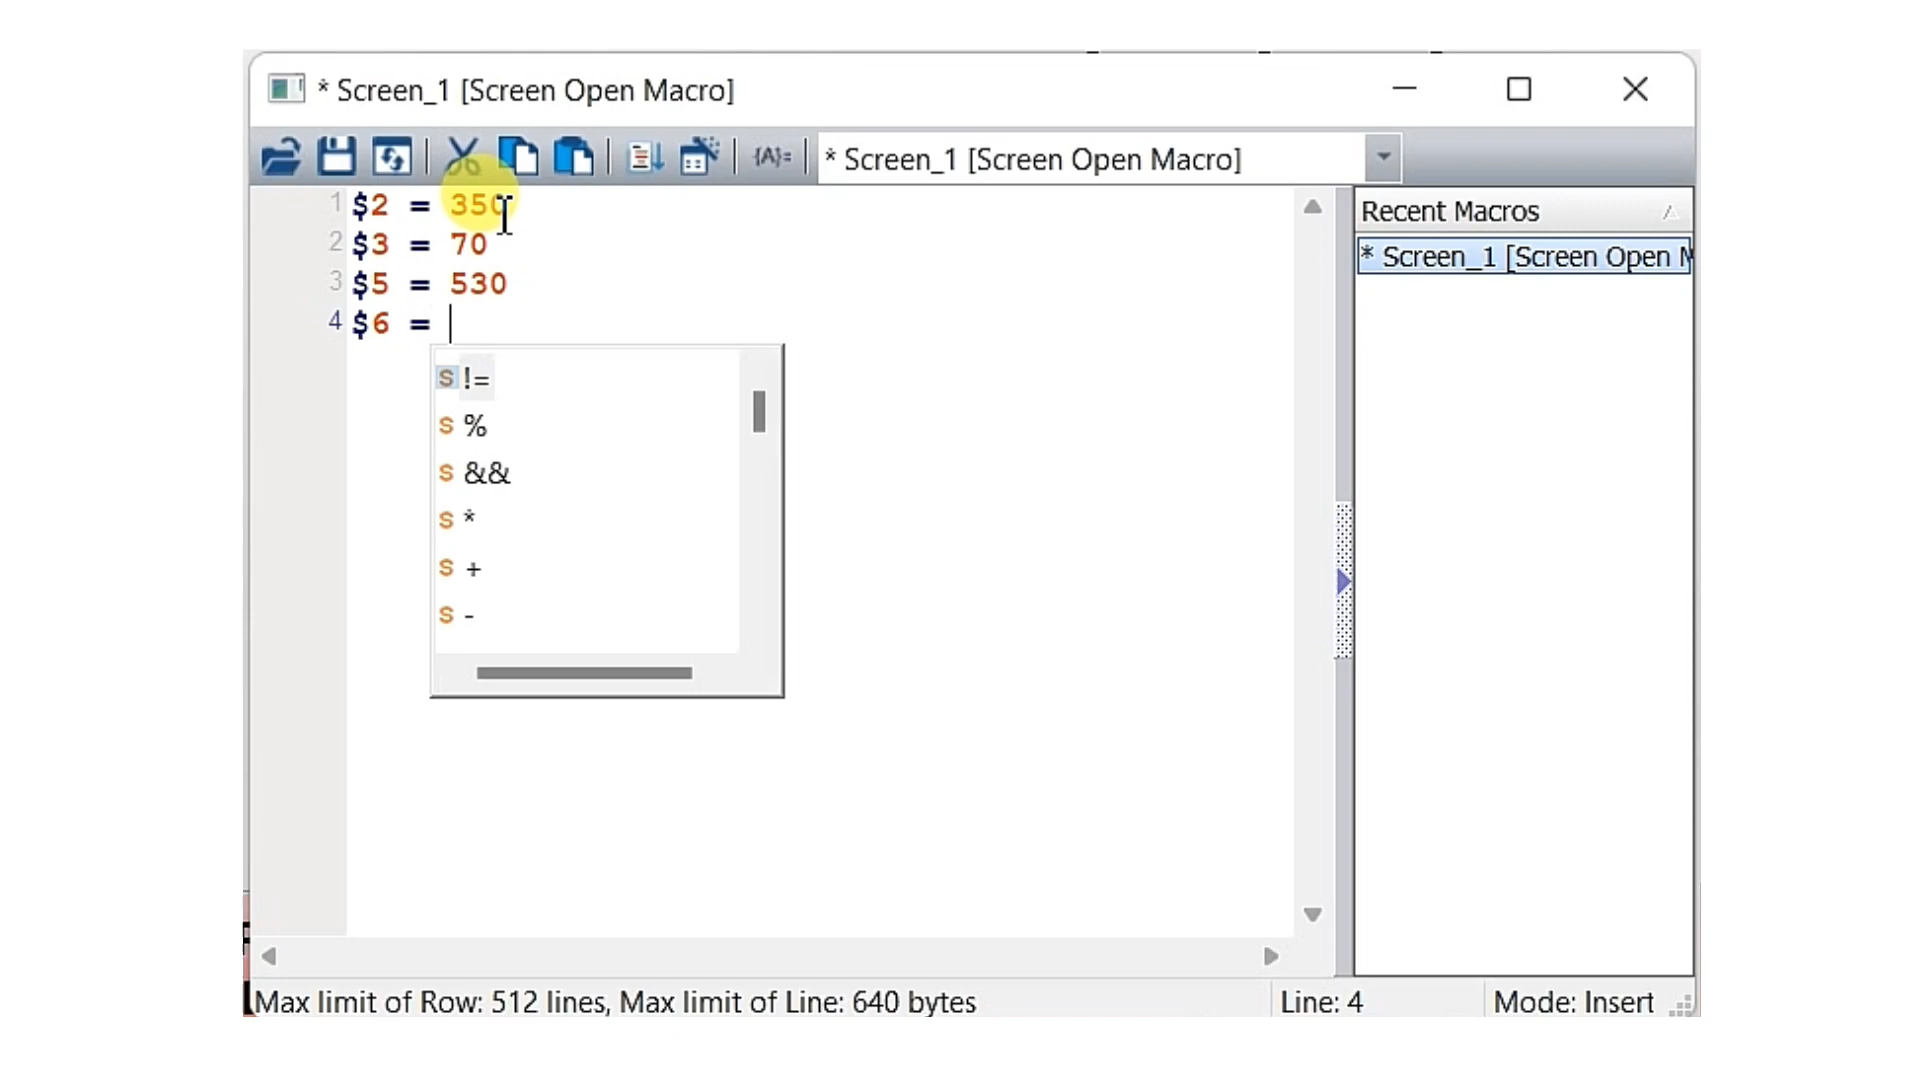 * Screen_1 [Screen Open Macro]
{A}= * Screen_1 [Screen Open Macro]
1 $2 = 350
2 $3 = 70
3 $5 = 530
4 $6 =
S !=
S %
S &&
S *
S +
S -
Recent Macros
* Screen_1 [Screen Open M
Max limit of Row: 512 lines, Max limit of Line: 640 bytes
Line: 4
Mode: Insert